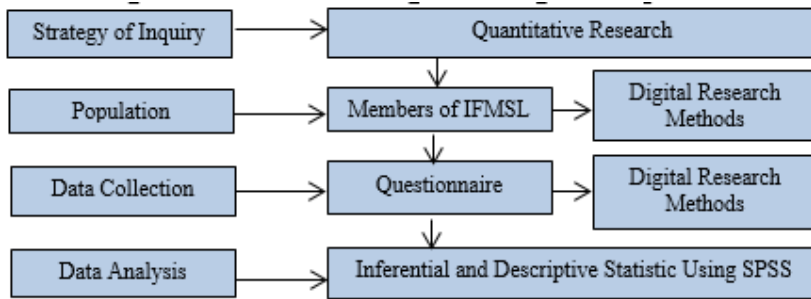 Strategy of Inquiry
Quantitative Research
Population
Members of IFMSL
Digital Research
Methods
Data Collection
Questionnaire
Digital Research
Methods
Data Analysis
Inferential and Descriptive Statistic Using SPSS